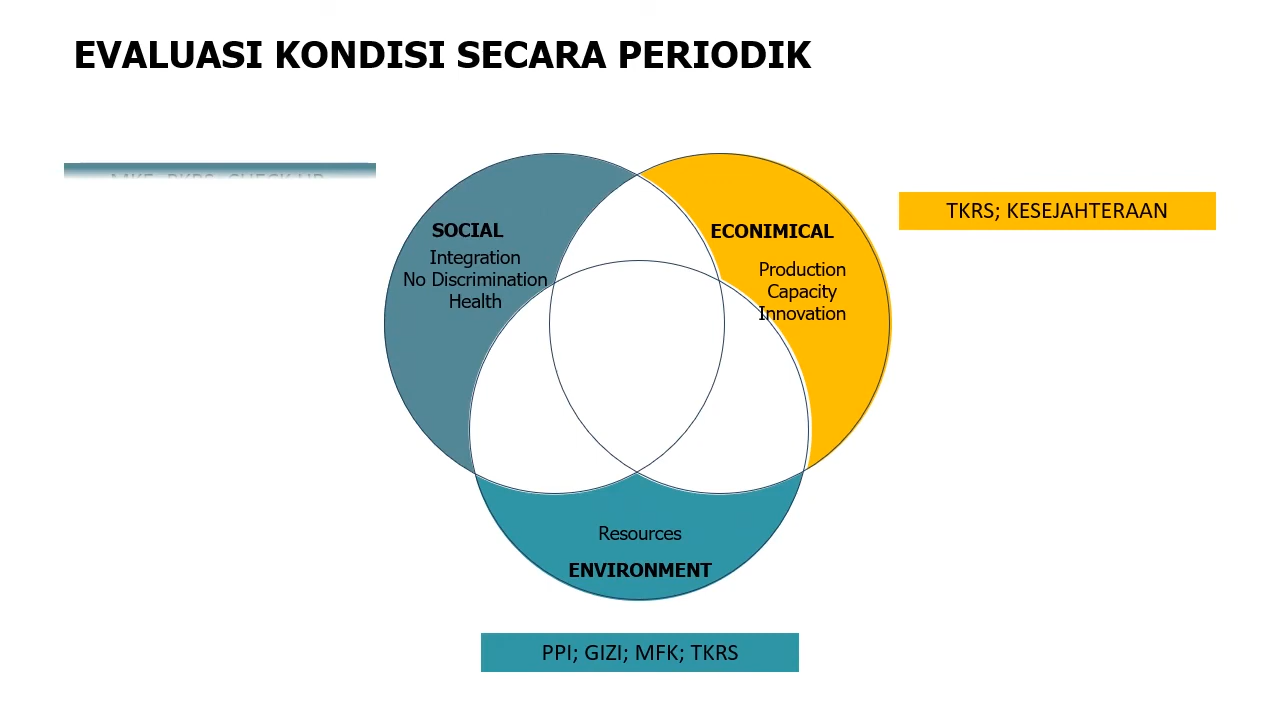 EVALUASI KONDISI SECARA PERIODIK
SOCIAL
Integration
No Discrimination
Health
ECONIMICAL
Production
Capacity
Innovation
TKRS; KESEJAHTERAAN
Resources
ENVIRONMENT
PPI; GIZI; MFK; TKRS